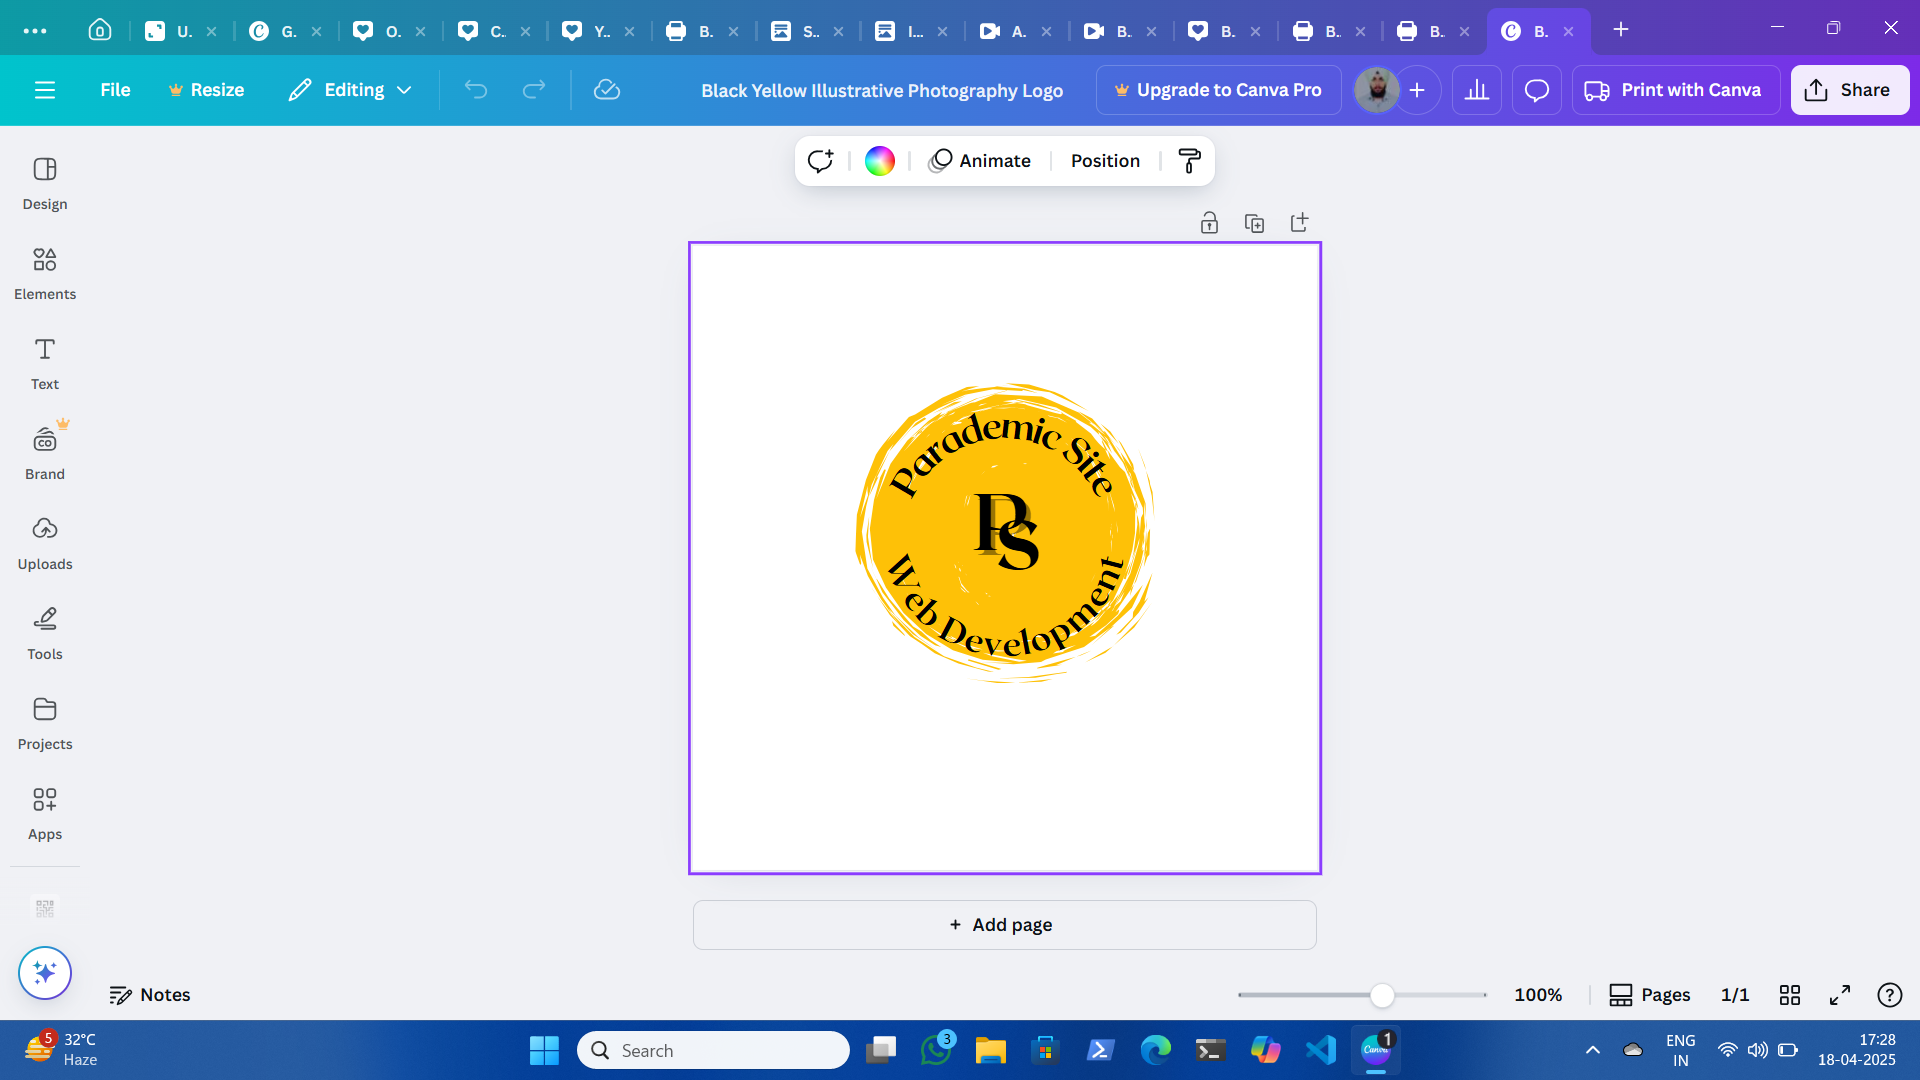 U.
G.
O.
C.
Y..
B.
S..
I...
A.
B..
B.
B..
B..
B.
File
Resize
Editing
Black Yellow Illustrative Photography Logo
Upgrade to Canva Pro
Print with Canva
Share
Animate
Position
Design
Elements
Text
CO
Brand
Uploads
Tools
Projects
Apps
Parademic Site
PS
Web Development
+ Add page
Notes
100%
Pages
1/1
5
32°C
Haze
Search
3
Canva
1
ENG
IN
17:28
18-04-2025